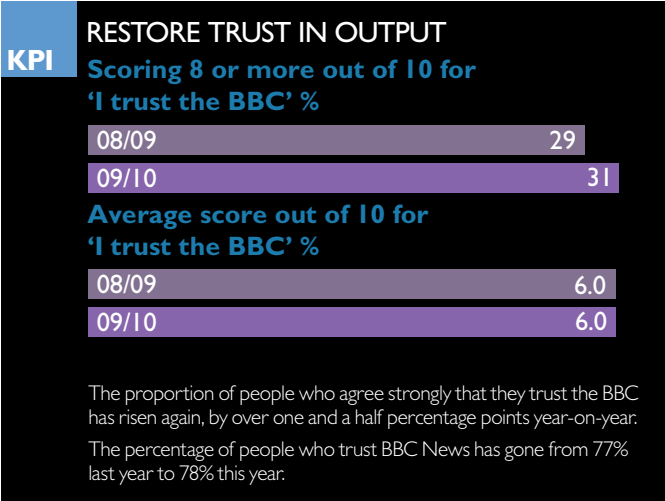 KPI
RESTORE TRUST IN OUTPUT
Scoring 8 or more out of 10 for
‘I trust the BBC’ %
08/09 29
09/10 31
Average score out of 10 for
‘I trust the BBC’ %
08/09 6.0
09/10 6.0
The proportion of people who agree strongly that they trust the BBC
has risen again, by over one and a half percentage points year-on-year.
The percentage of people who trust BBC News has gone from 77%
last year to 78% this year.